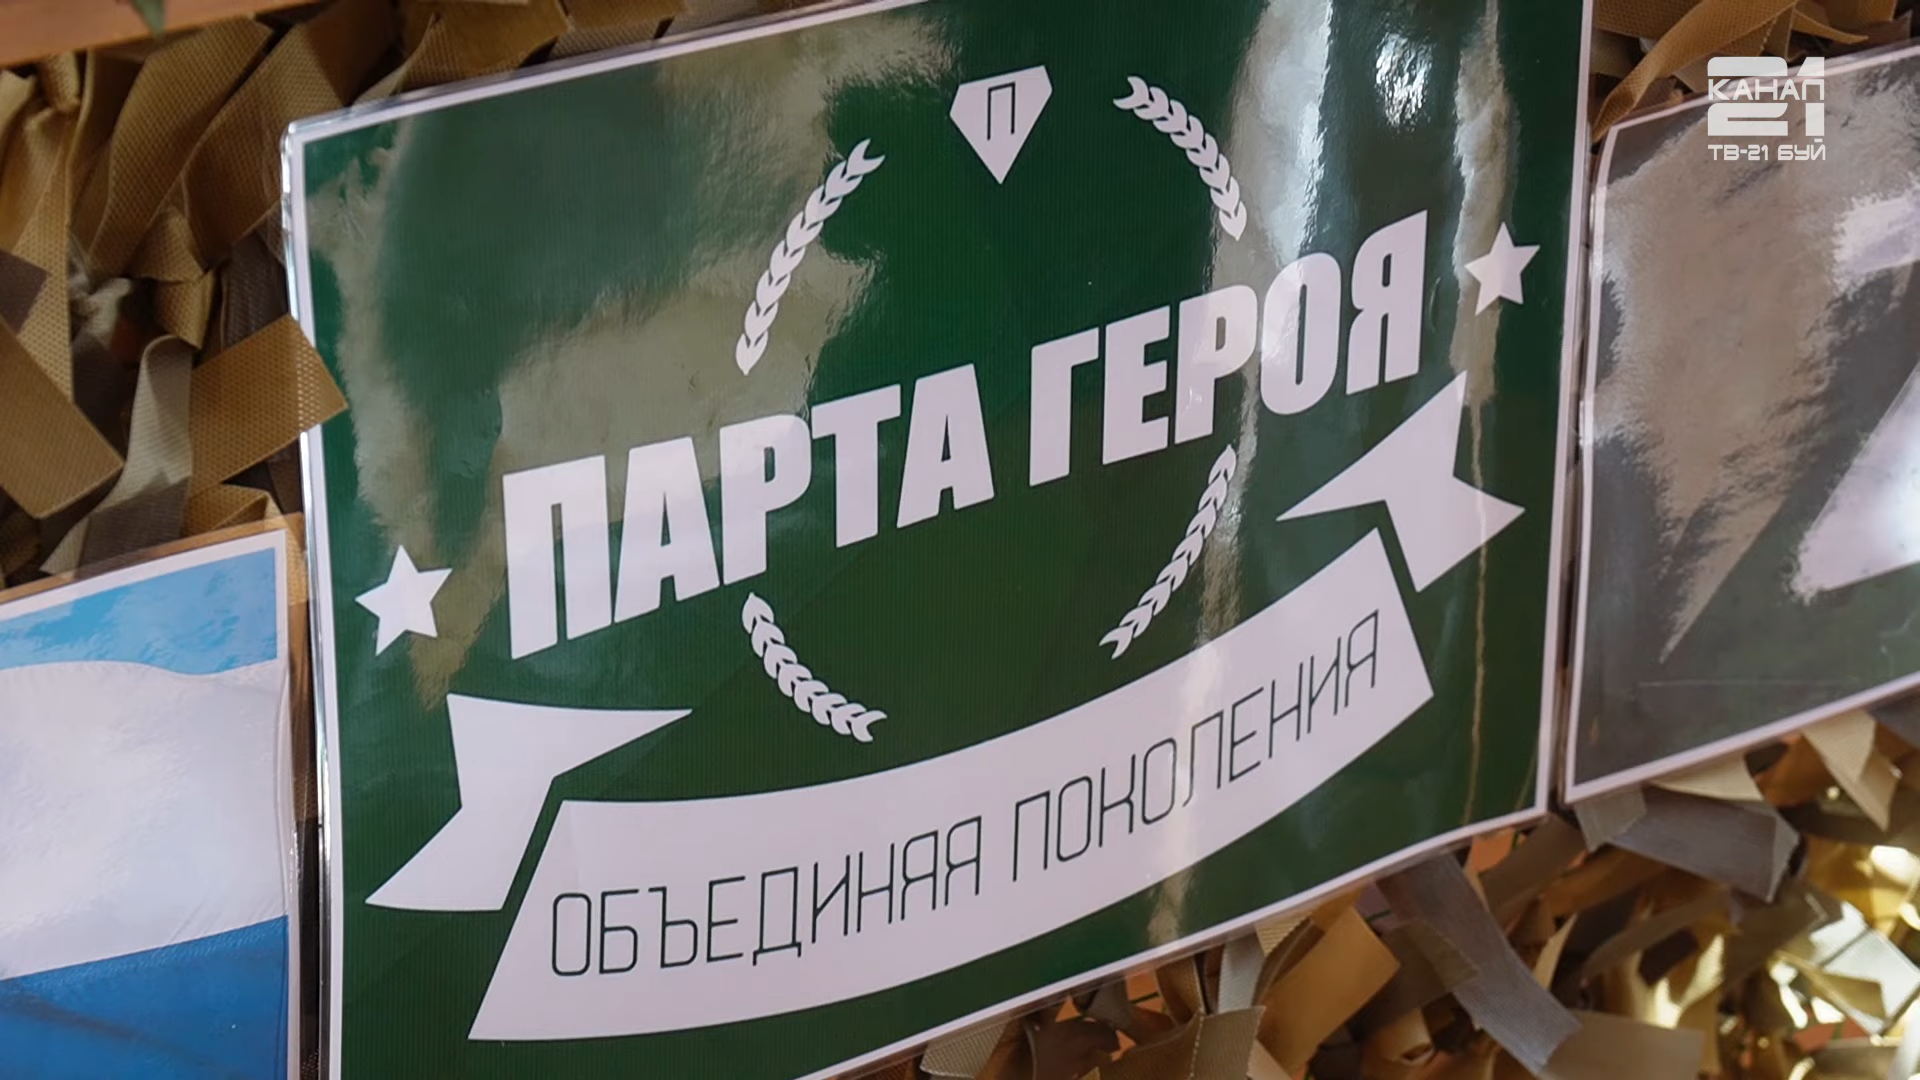 П
ПАРТА ГЕРОЯ
ОБЪЕДИНЯЯ ПОКОЛЕНИЯ
21
КАНАЛ
ТВ-21 БУЙ